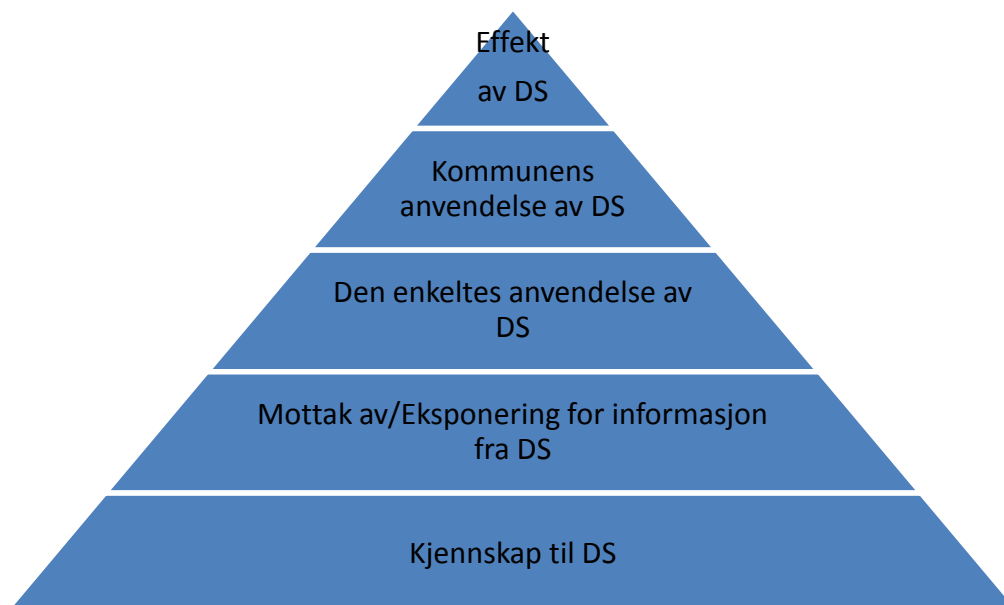 Effekt
av DS
Kommunens
anvendelse av DS
Den enkeltes anvendelse av
DS
Mottak av/Eksponering for informasjon
fra DS
Kjennskap til DS